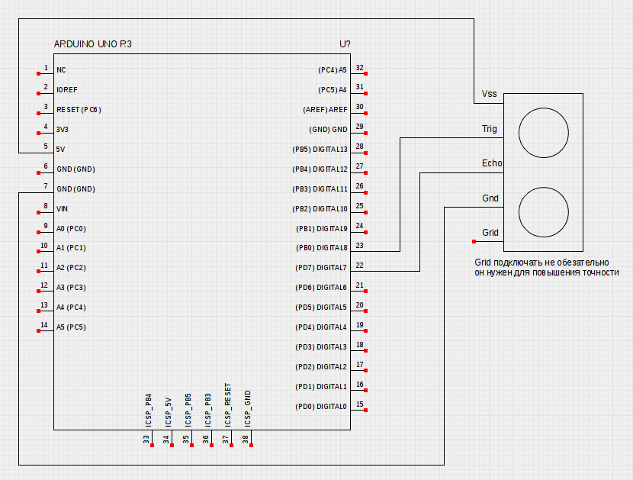 ARDUINO UNO R3 U?
1 NC
2 IOREF
3 RESET (PC6)
4 3V3
5 5V
6 GND (GND)
7 GND (GND)
8 VIN
9 A0 (PC0)
10 A1 (PC1)
11 A2 (PC2)
12 A3 (PC3)
13 A4 (PC4)
14 A5 (PC5)
(PC4) A5 32
(PC5) A4 31
(AREF) AREF 30
(GND) GND 29
(PB5) DIGITAL13 28
(PB4) DIGITAL12 27
(PB3) DIGITAL11 26
(PB2) DIGITAL10 25
(PB1) DIGITAL9 24
(PB0) DIGITAL8 23
(PD7) DIGITAL7 22
(PD6) DIGITAL6 21
(PD5) DIGITAL5 20
(PD4) DIGITAL4 19
(PD3) DIGITAL3 18
(PD2) DIGITAL2 17
(PD1) DIGITAL1 16
(PD0) DIGITAL0 15
33 ICSP_PB4
34 ICSP_5V
35 ICSP_PB5
36 ICSP_PB3
37 ICSP_RESET
38 ICSP_GND
Vss
Trig
Echo
Gnd
Grid
Grid подключать не обезательно
он нужен для повышения точности